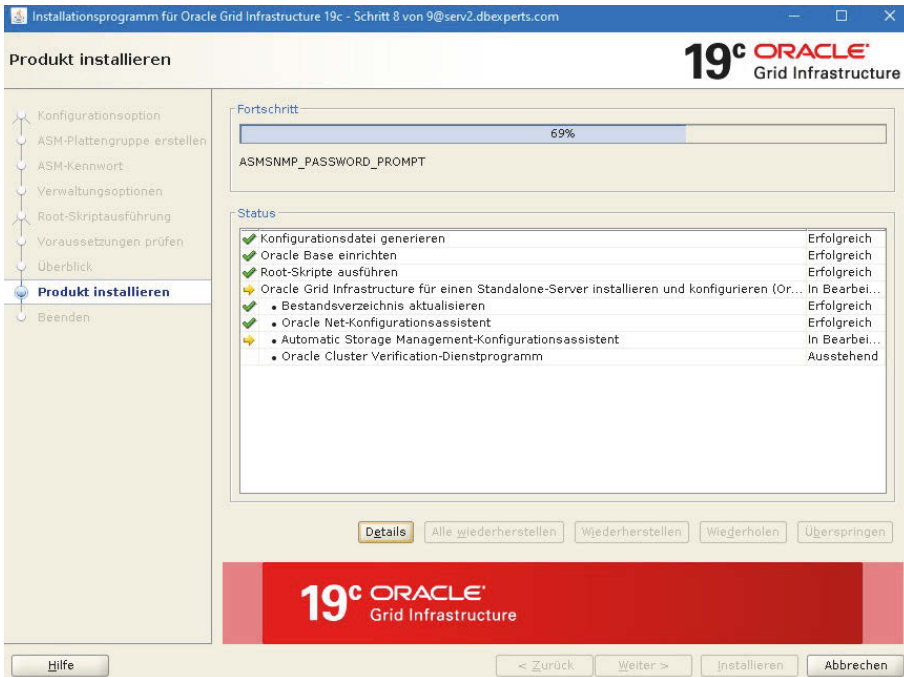 Installationsprogramm für Oracle Grid Infrastructure 19c - Schritt 8 von 9@serv2.dbexperts.com
Produkt installieren
19c ORACLE
Grid Infrastructure
Konfigurationsoption
ASM-Plattengruppe erstellen
ASM-Kennwort
Verwaltungsoptionen
Root-Skriptausführung
Voraussetzungen prüfen
Überblick
Produkt installieren
Beenden
Fortschritt
69%
ASMSNMP_PASSWORD_PROMPT
Status
Konfigurationsdatei generieren Erfolgreich
Oracle Base einrichten Erfolgreich
Root-Skripte ausführen Erfolgreich
Oracle Grid Infrastructure für einen Standalone-Server installieren und konfigurieren (Or... In Bearbei...
• Bestandsverzeichnis aktualisieren Erfolgreich
• Oracle Net-Konfigurationsassistent Erfolgreich
• Automatic Storage Management-Konfigurationsassistent In Bearbei...
• Oracle Cluster Verification-Dienstprogramm Ausstehend
Details Alle wiederherstellen Wiederherstellen Wiederholen Überspringen
19c ORACLE
Grid Infrastructure
Hilfe < Zurück Weiter > Installieren Abbrechen